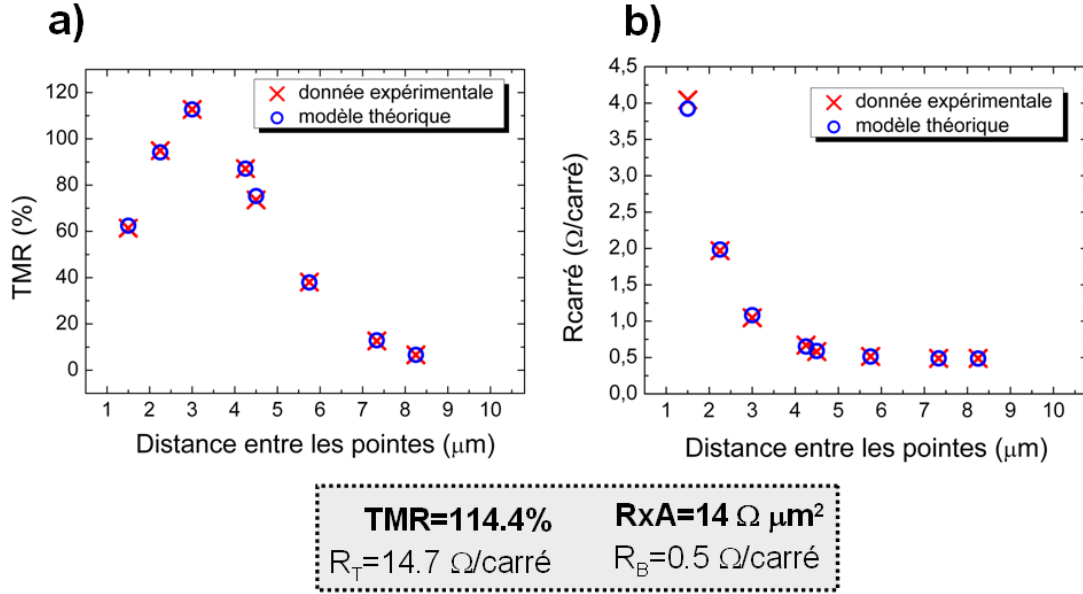 a)
TMR (%)
120
100
80
60
40
20
0
donnée expérimentale
modèle théorique
1 2 3 4 5 6 7 8 9 10
Distance entre les pointes (μm)
b)
Rcarré (Ω/carré)
4,5
4,0
3,5
3,0
2,5
2,0
1,5
1,0
0,5
0,0
donnée expérimentale
modèle théorique
1 2 3 4 5 6 7 8 9 10
Distance entre les pointes (μm)
TMR=114.4% RxA=14 Ω μm²
R_T=14.7 Ω/carré R_B=0.5 Ω/carré